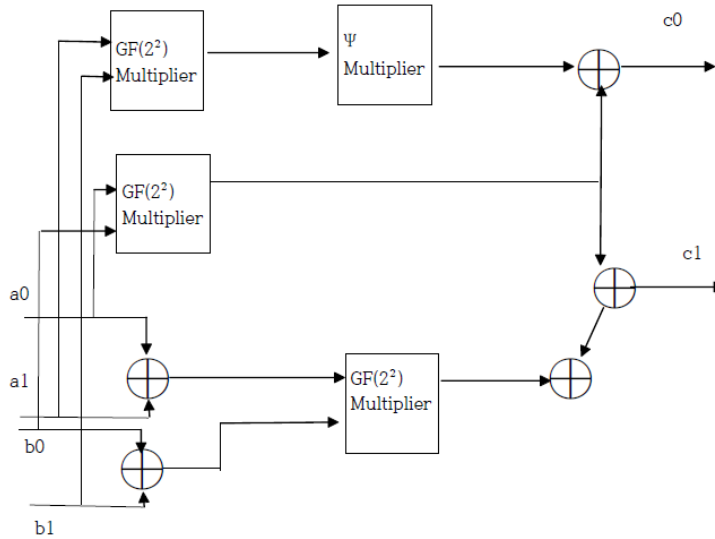 c0
GF(2²)
Multiplier
Ψ
Multiplier
GF(2²)
Multiplier
c1
a0
a1
GF(2²)
Multiplier
b0
b1